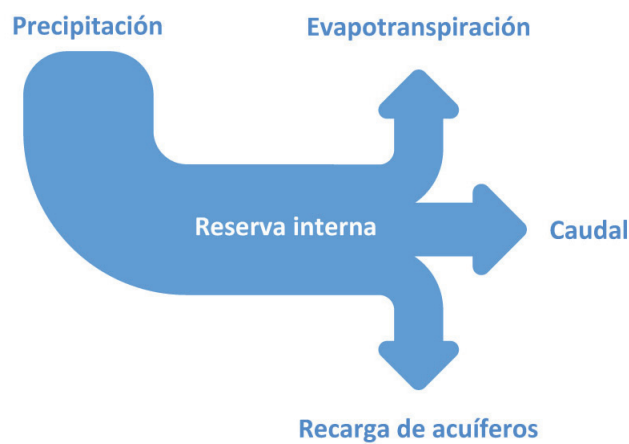 Precipitación
Evapotranspiración
Reserva interna
Caudal
Recarga de acuíferos